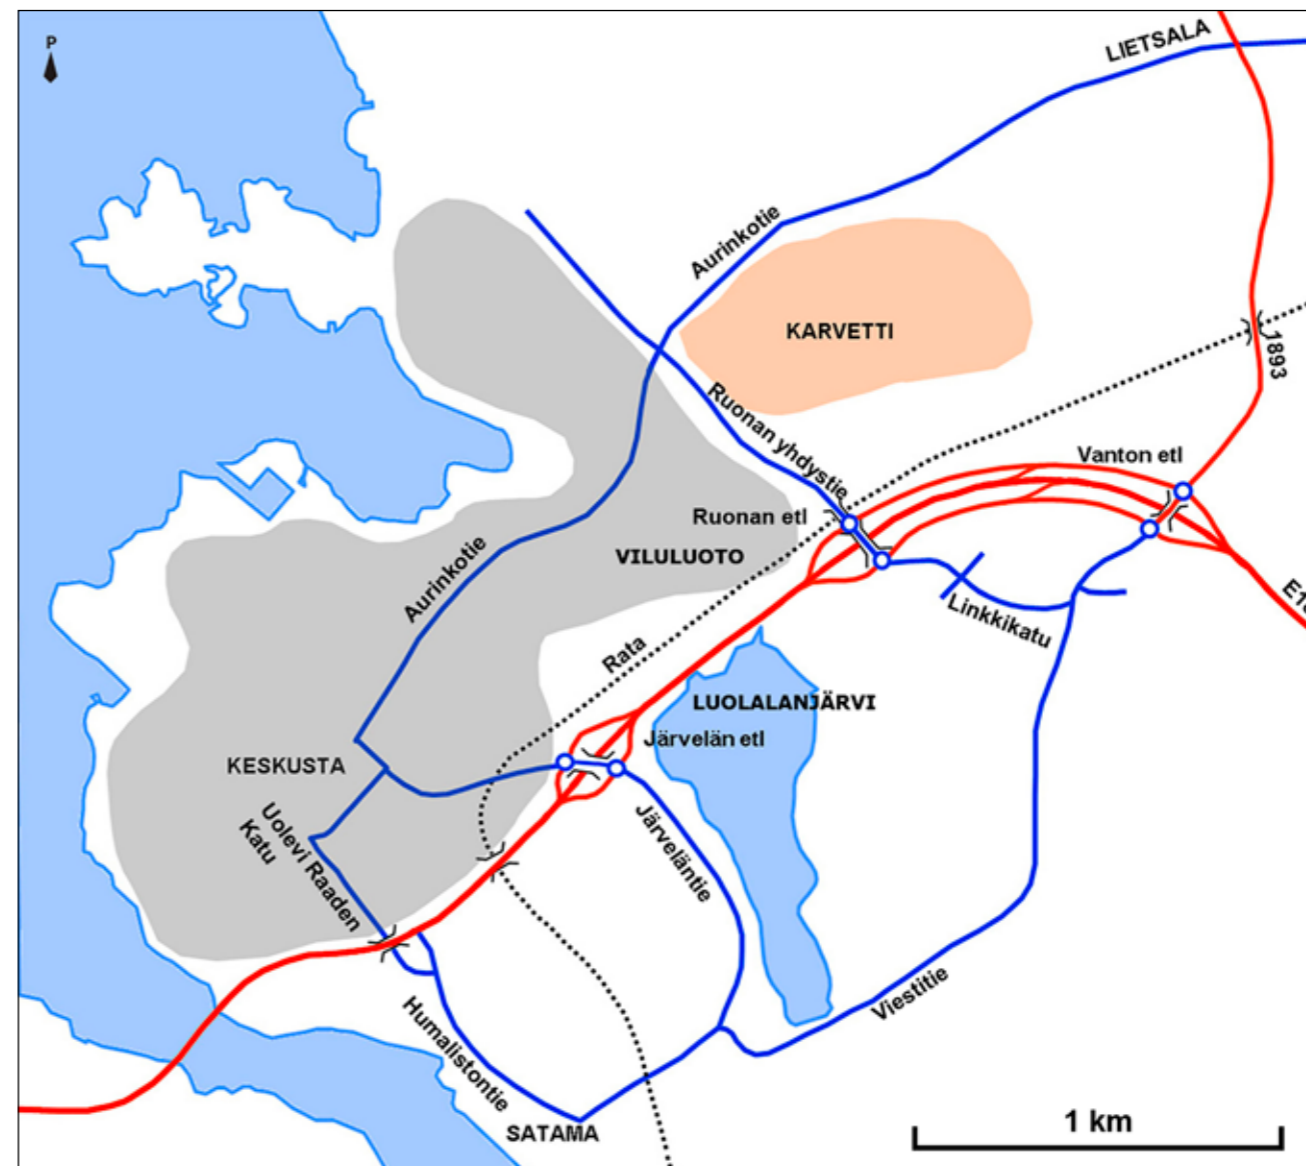 P
LIETSALA
Aurinkotie
KARVETTI
1893
Ruonan yhdystie
Vanton etl
Ruonan etl
Aurinkotie
VILULUOTO
Linkkikatu
Rata
LUOLALANJÄRVI
Järvelän etl
KESKUSTA
Uolevi Raaden
Katu
Järveläntie
Viestitie
Humalistontie
SATAMA
1 km